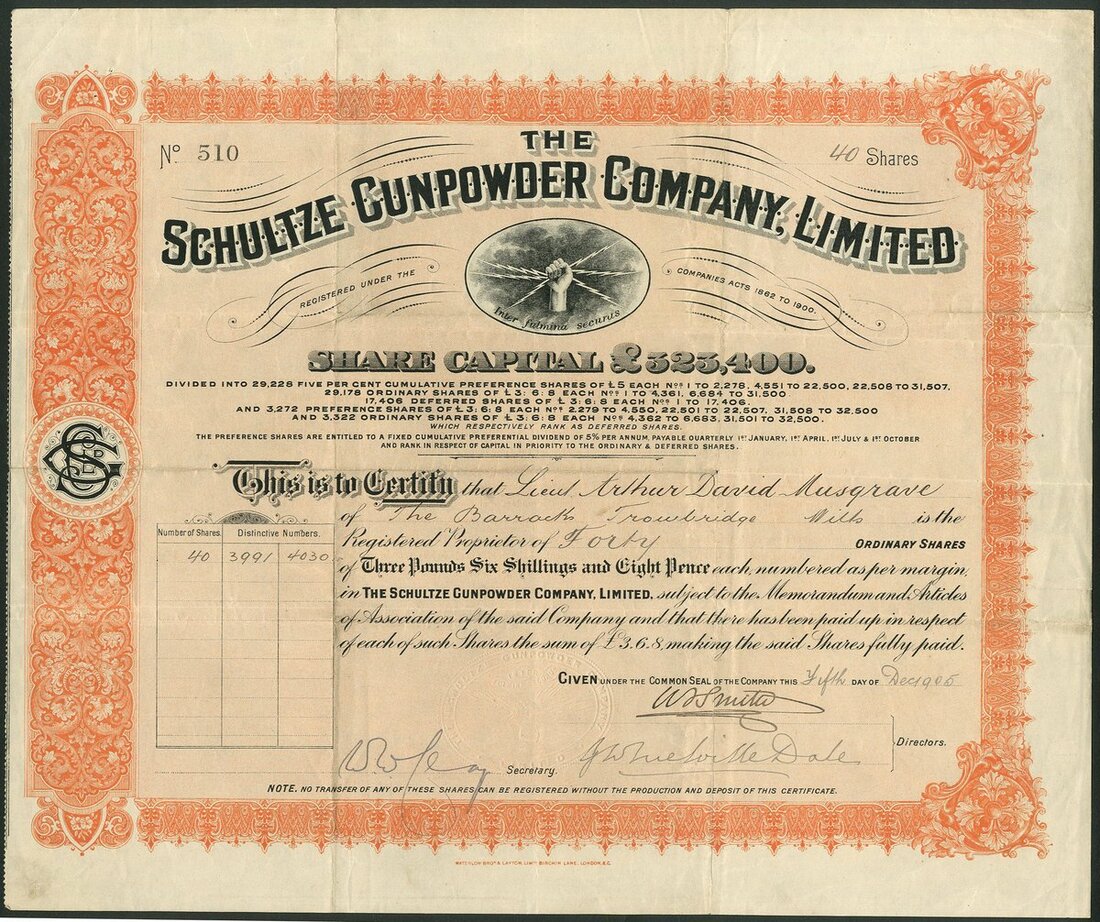 No 510
40 Shares
THE
SCHULTZE GUNPOWDER COMPANY, LIMITED
REGISTERED UNDER THE
COMPANIES ACTS 1862 TO 1900.
Inter fulmina securus
SHARE CAPITAL £323,400.
DIVIDED INTO 29,228 FIVE PER CENT CUMULATIVE PREFERENCE SHARES OF £5 EACH Nos 1 TO 2,278, 4,551 TO 22,500, 22,508 TO 31,507,
29,178 ORDINARY SHARES OF £3:6:8 EACH Nos 1 TO 4,361, 6,684 TO 31,500
17,406 DEFERRED SHARES OF £3:6:8 EACH Nos 1 TO 17,406.
AND 3,272 PREFERENCE SHARES OF £3:6:8 EACH Nos 2,279 TO 4,550, 22,501 TO 22,507, 31,508 TO 32,500
AND 3,322 ORDINARY SHARES OF £3:6:8 EACH Nos 4,362 TO 6,683, 31,501 TO 32,500.
WHICH RESPECTIVELY RANK AS DEFERRED SHARES.
THE PREFERENCE SHARES ARE ENTITLED TO A FIXED CUMULATIVE PREFERENTIAL DIVIDEND OF 5% PER ANNUM, PAYABLE QUARTERLY 1st JANUARY, 1st APRIL, 1st JULY & 1st OCTOBER
AND RANK IN RESPECT OF CAPITAL IN PRIORITY TO THE ORDINARY & DEFERRED SHARES.
This is to Certify that Lieut Arthur David Musgrave
of The Barracks Trowbridge Wilts is the
Registered Proprietor of Forty ORDINARY SHARES
of Three Pounds Six Shillings and Eight Pence each, numbered as per margin,
in THE SCHULTZE GUNPOWDER COMPANY, LIMITED, subject to the Memorandum and Articles
of Association of the said Company and that there has been paid up in respect
of each of such Shares the sum of £3.6.8, making the said Shares fully paid.
Number of Shares. Distinctive Numbers.
40 3991 4030
GIVEN UNDER THE COMMON SEAL OF THE COMPANY THIS Fifth DAY OF Dec 1905
Directors.
Secretary.
NOTE. NO TRANSFER OF ANY OF THESE SHARES CAN BE REGISTERED WITHOUT THE PRODUCTION AND DEPOSIT OF THIS CERTIFICATE.
WATERLOW BROs & LAYTON, LIMTD BIRCHIN LANE, LONDON, E.C.